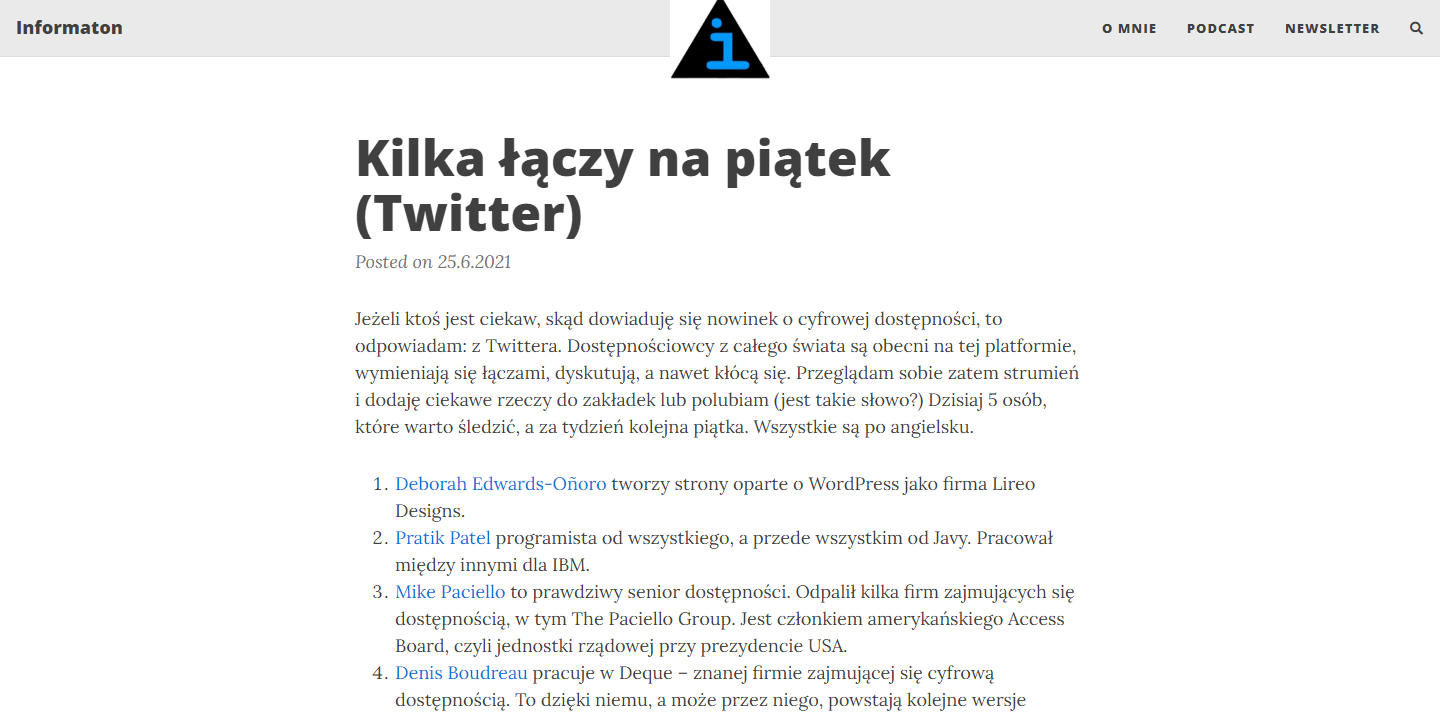 Informaton
i
O MNIE
PODCAST
NEWSLETTER
Kilka łączy na piątek
(Twitter)
Posted on 25.6.2021
Jeżeli ktoś jest ciekaw, skąd dowiaduję się nowinek o cyfrowej dostępności, to
odpowiadam: z Twittera. Dostępnościowcy z całego świata są obecni na tej platformie,
wymieniają się łączami, dyskutują, a nawet kłócą się. Przeglądam sobie zatem strumień
i dodaję ciekawe rzeczy do zakładek lub polubiam (jest takie słowo?) Dzisiaj 5 osób,
które warto śledzić, a za tydzień kolejna piątka. Wszystkie są po angielsku.
1. Deborah Edwards-Oñoro tworzy strony oparte o WordPress jako firma Lireo
Designs.
2. Pratik Patel programista od wszystkiego, a przede wszystkim od Javy. Pracował
między innymi dla IBM.
3. Mike Paciello to prawdziwy senior dostępności. Odpalił kilka firm zajmujących się
dostępnością, w tym The Paciello Group. Jest członkiem amerykańskiego Access
Board, czyli jednostki rządowej przy prezydencie USA.
4. Denis Boudreau pracuje w Deque – znanej firmie zajmującej się cyfrową
dostępnością. To dzięki niemu, a może przez niego, powstają kolejne wersje